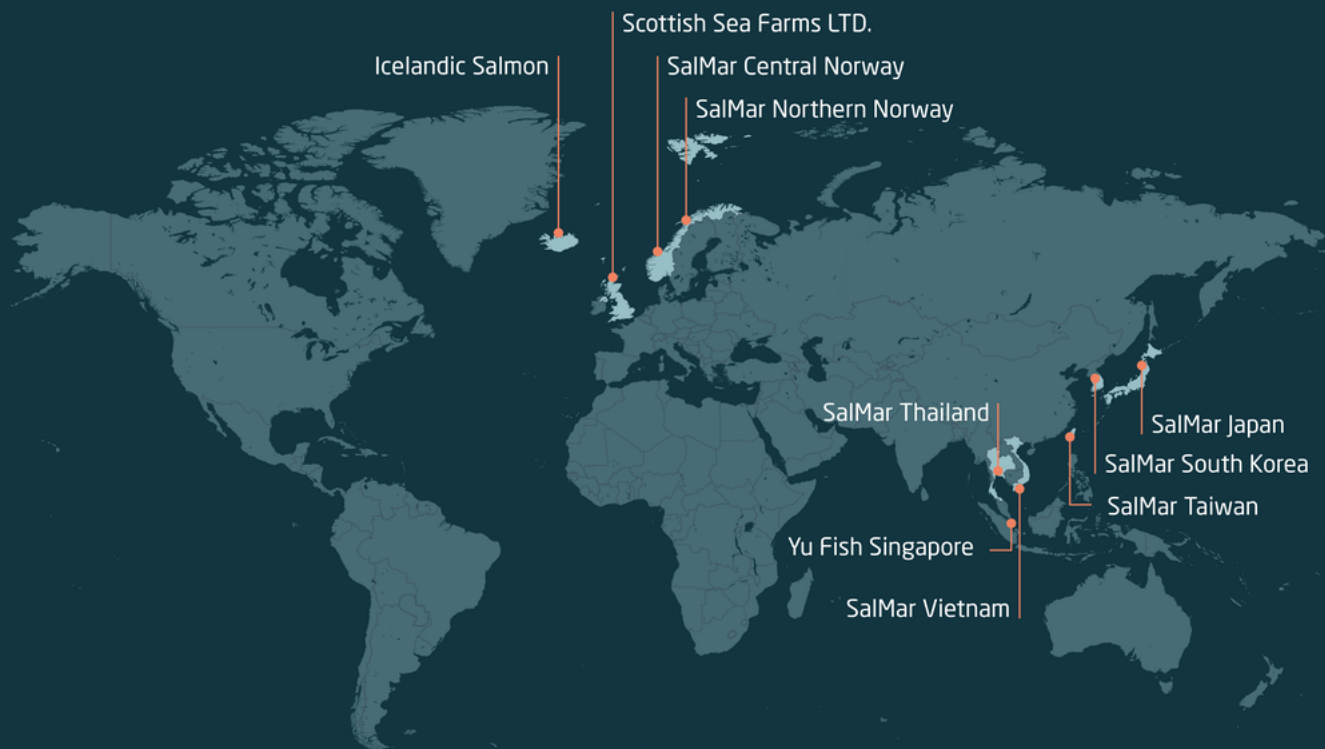 Scottish Sea Farms LTD.
Icelandic Salmon
SalMar Central Norway
SalMar Northern Norway
SalMar Thailand
SalMar Japan
SalMar South Korea
SalMar Taiwan
Yu Fish Singapore
SalMar Vietnam